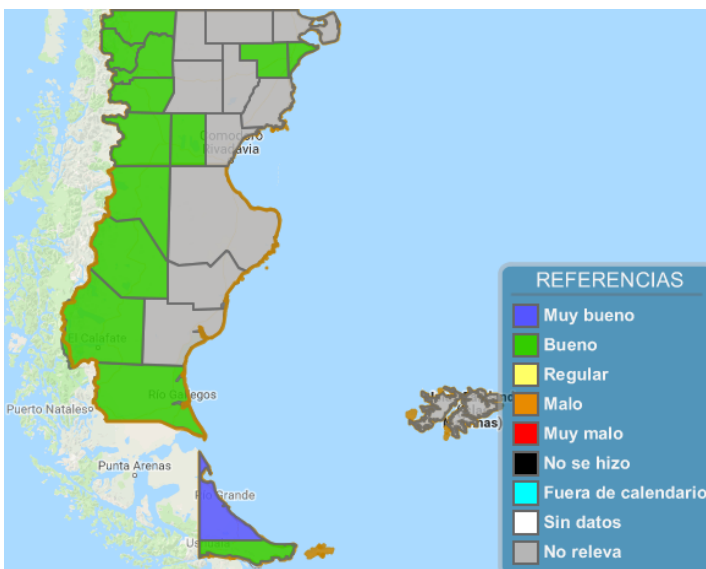 Comodoro
Rivadavia
REFERENCIAS
Muy bueno
Bueno
Regular
Malo
Muy malo
No se hizo
Fuera de calendario
Sin datos
No releva
El Calafate
Río Gallegos
Puerto Natales
Punta Arenas
Río Grande